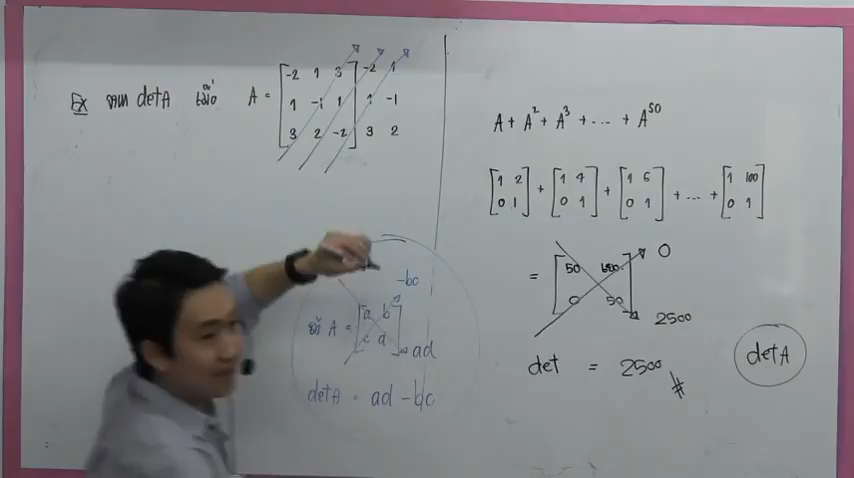 Ex จงหา detA เมื่อ A = [ -2 1 3 ] -2 1
1 -1 1 1 -1
3 2 -2 3 2
A + A² + A³ + ... + A⁵⁰
[ 1 2 ] + [ 1 4 ] + [ 1 6 ] + ... + [ 1 100 ]
0 1 0 1 0 1 0 1
= [ 50 ] 0
0 50 2500
det = 2500 #
detA
-bc
A = [ a b ]
c d ad
detA = ad - bc